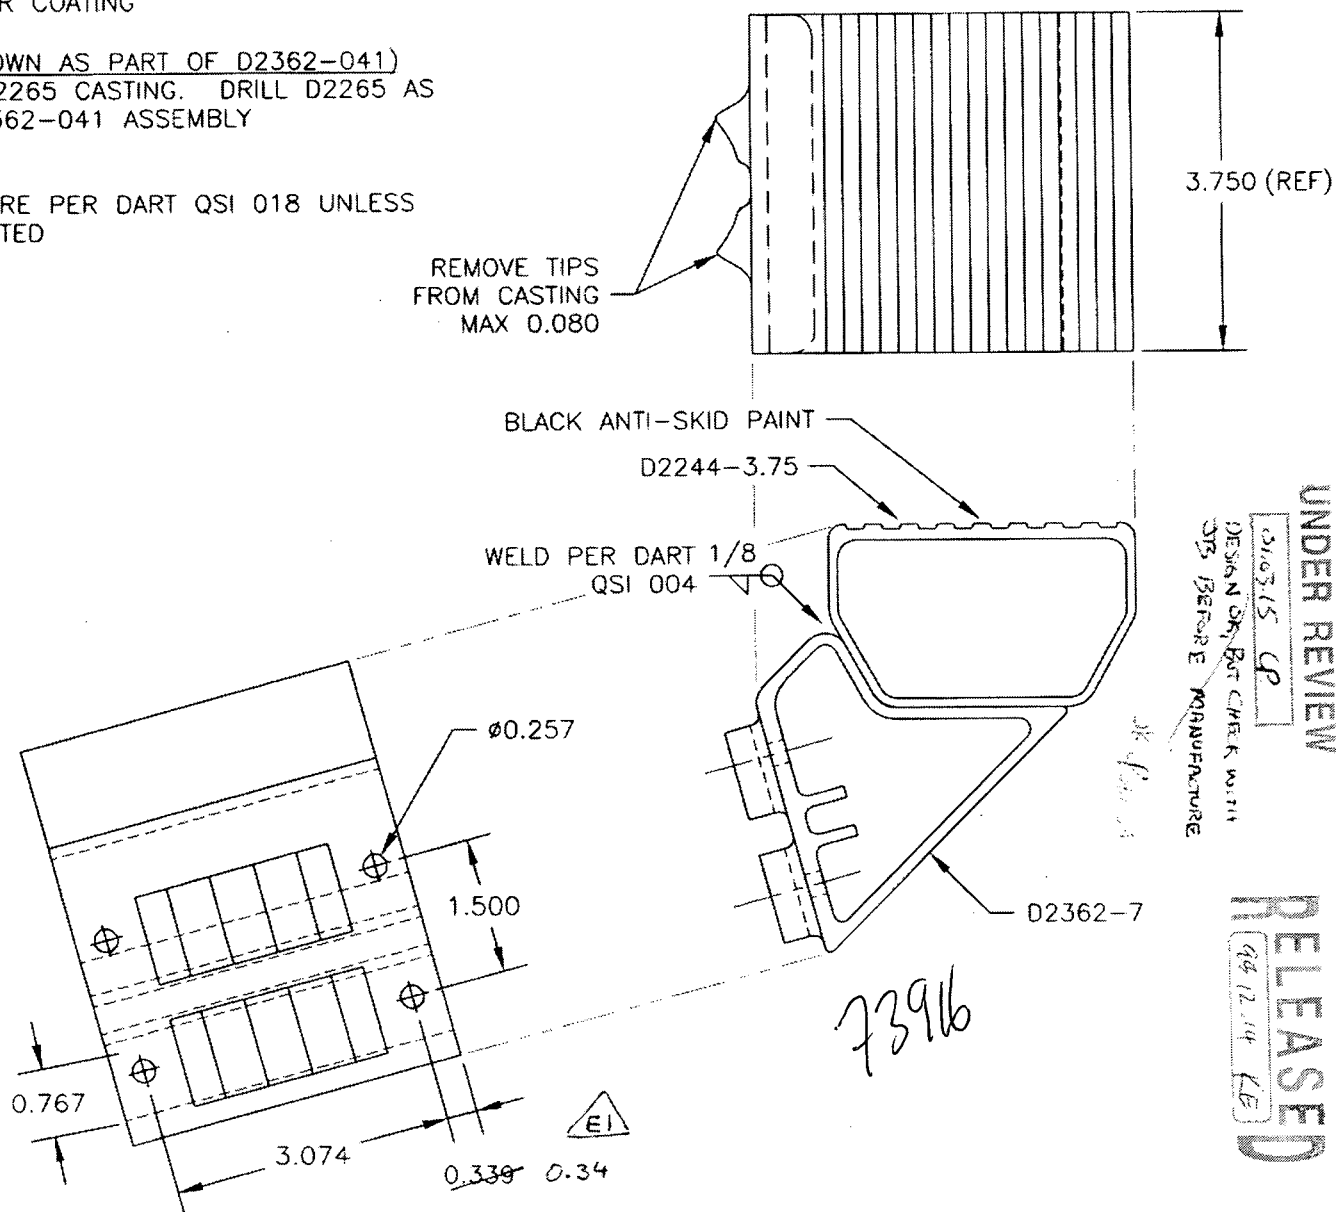 R COATING
OWN AS PART OF D2362-041)
2265 CASTING. DRILL D2265 AS
362-041 ASSEMBLY
RE PER DART QSI 018 UNLESS
TED
3.750 (REF)
REMOVE TIPS
FROM CASTING
MAX 0.080
BLACK ANTI-SKID PAINT
D2244-3.75
WELD PER DART 1/8
QSI 004
UNDER REVIEW
DESIGN OK, BUT CHECK WITH
JB BEFORE MANUFACTURE
Ø0.257
1.500
D2362-7
RELEASED
73916
0.767
3.074
E1
0.339 0.34